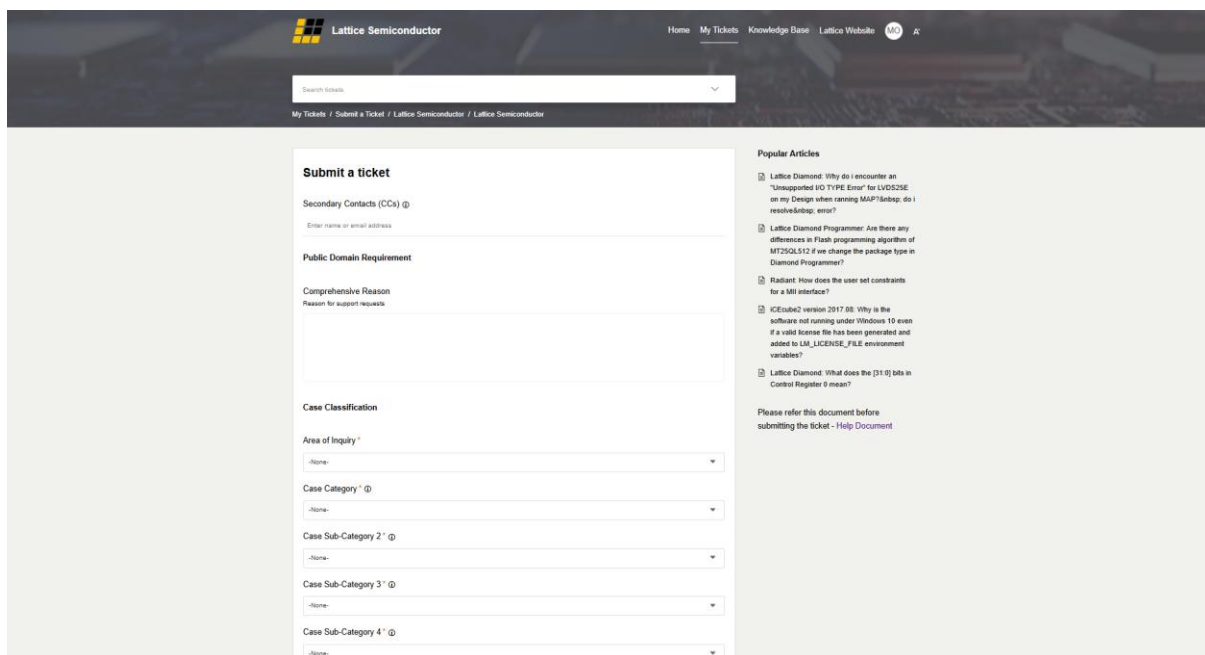 Lattice Semiconductor
Home My Tickets Knowledge Base Lattice Website MO A'
Search tickets
My Tickets / Submit a Ticket / Lattice Semiconductor / Lattice Semiconductor
Submit a ticket
Secondary Contacts (CCs)
Enter name or email address
Public Domain Requirement
Comprehensive Reason
Reason for support requests
Case Classification
Area of Inquiry *
-None-
Case Category *
-None-
Case Sub-Category 2 *
-None-
Case Sub-Category 3 *
-None-
Case Sub-Category 4 *
-None-
Popular Articles
Lattice Diamond: Why do i encounter an
"Unsupported I/O TYPE Error" for LVDS25E
on my Design when ranning MAP?&nbsp; do i
resolve&nbsp; error?
Lattice Diamond Programmer: Are there any
differences in Flash programming algorithm of
MT25QL512 if we change the package type in
Diamond Programmer?
Radiant: How does the user set constraints
for a MII interface?
iCEcube2 version 2017.08: Why is the
software not running under Windows 10 even
if a valid license file has been generated and
added to LM_LICENSE_FILE environment
variables?
Lattice Diamond: What does the [31:0] bits in
Control Register 0 mean?
Please refer this document before
submitting the ticket - Help Document